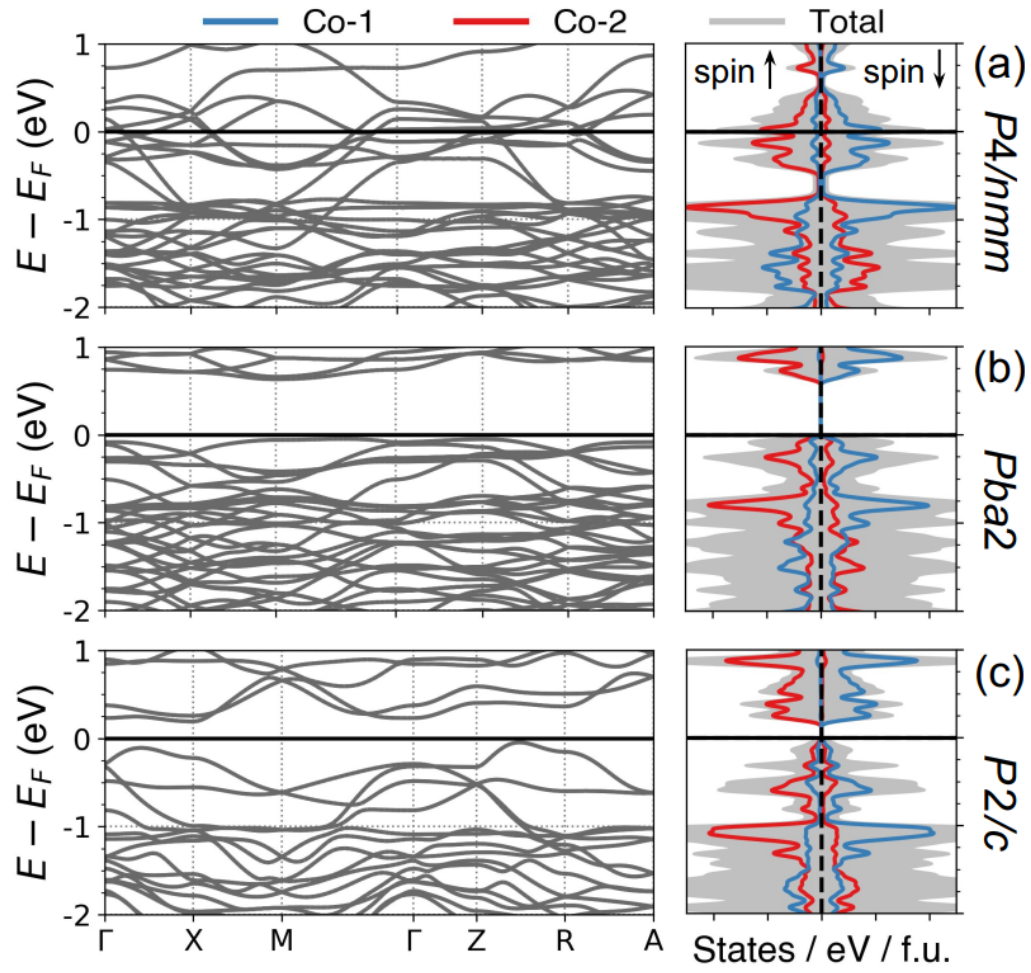 Co-1 Co-2 Total
E − E_F (eV)
1
0
-1
-2
spin ↑ spin ↓
(a) P4/nmm
E − E_F (eV)
1
0
-1
-2
(b) Pba2
E − E_F (eV)
1
0
-1
-2
(c) P2/c
Γ X M Γ Z R A
States / eV / f.u.